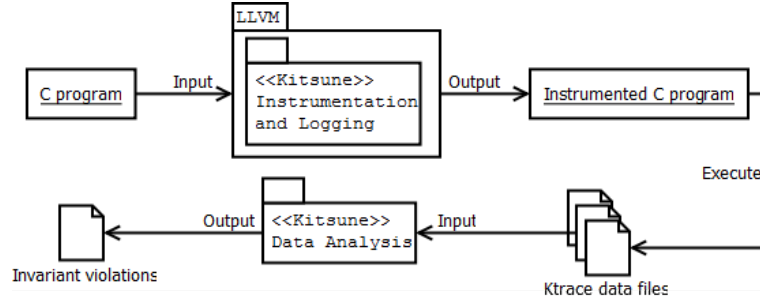 LLVM
C program
Input
<<Kitsune>>
Instrumentation
and Logging
Output
Instrumented C program
Execute
Invariant violations
Output
<<Kitsune>>
Data Analysis
Input
Ktrace data files